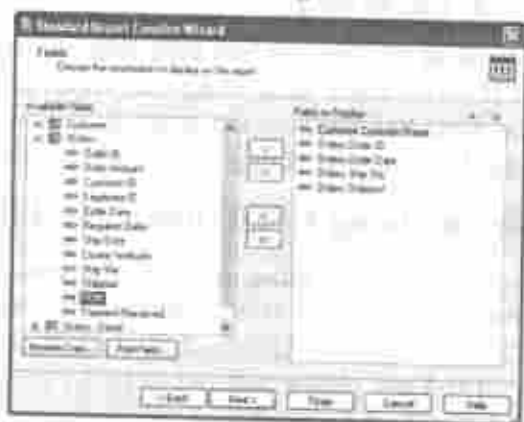 Standard Report Creation Wizard
Fields
Choose the information to display on the report.
Available Fields:
Customer
Orders
Order ID
Order Amount
Customer ID
Employee ID
Order Date
Required Date
Ship Date
Courier Website
Ship Via
Shipped
Payment Received
Orders Detail
Browse Data...
Find Field...
Fields to Display:
Customer.Customer Name
Orders.Order ID
Orders.Order Date
Orders.Ship Via
Orders.Shipped
< Back
Next >
Finish
Cancel
Help